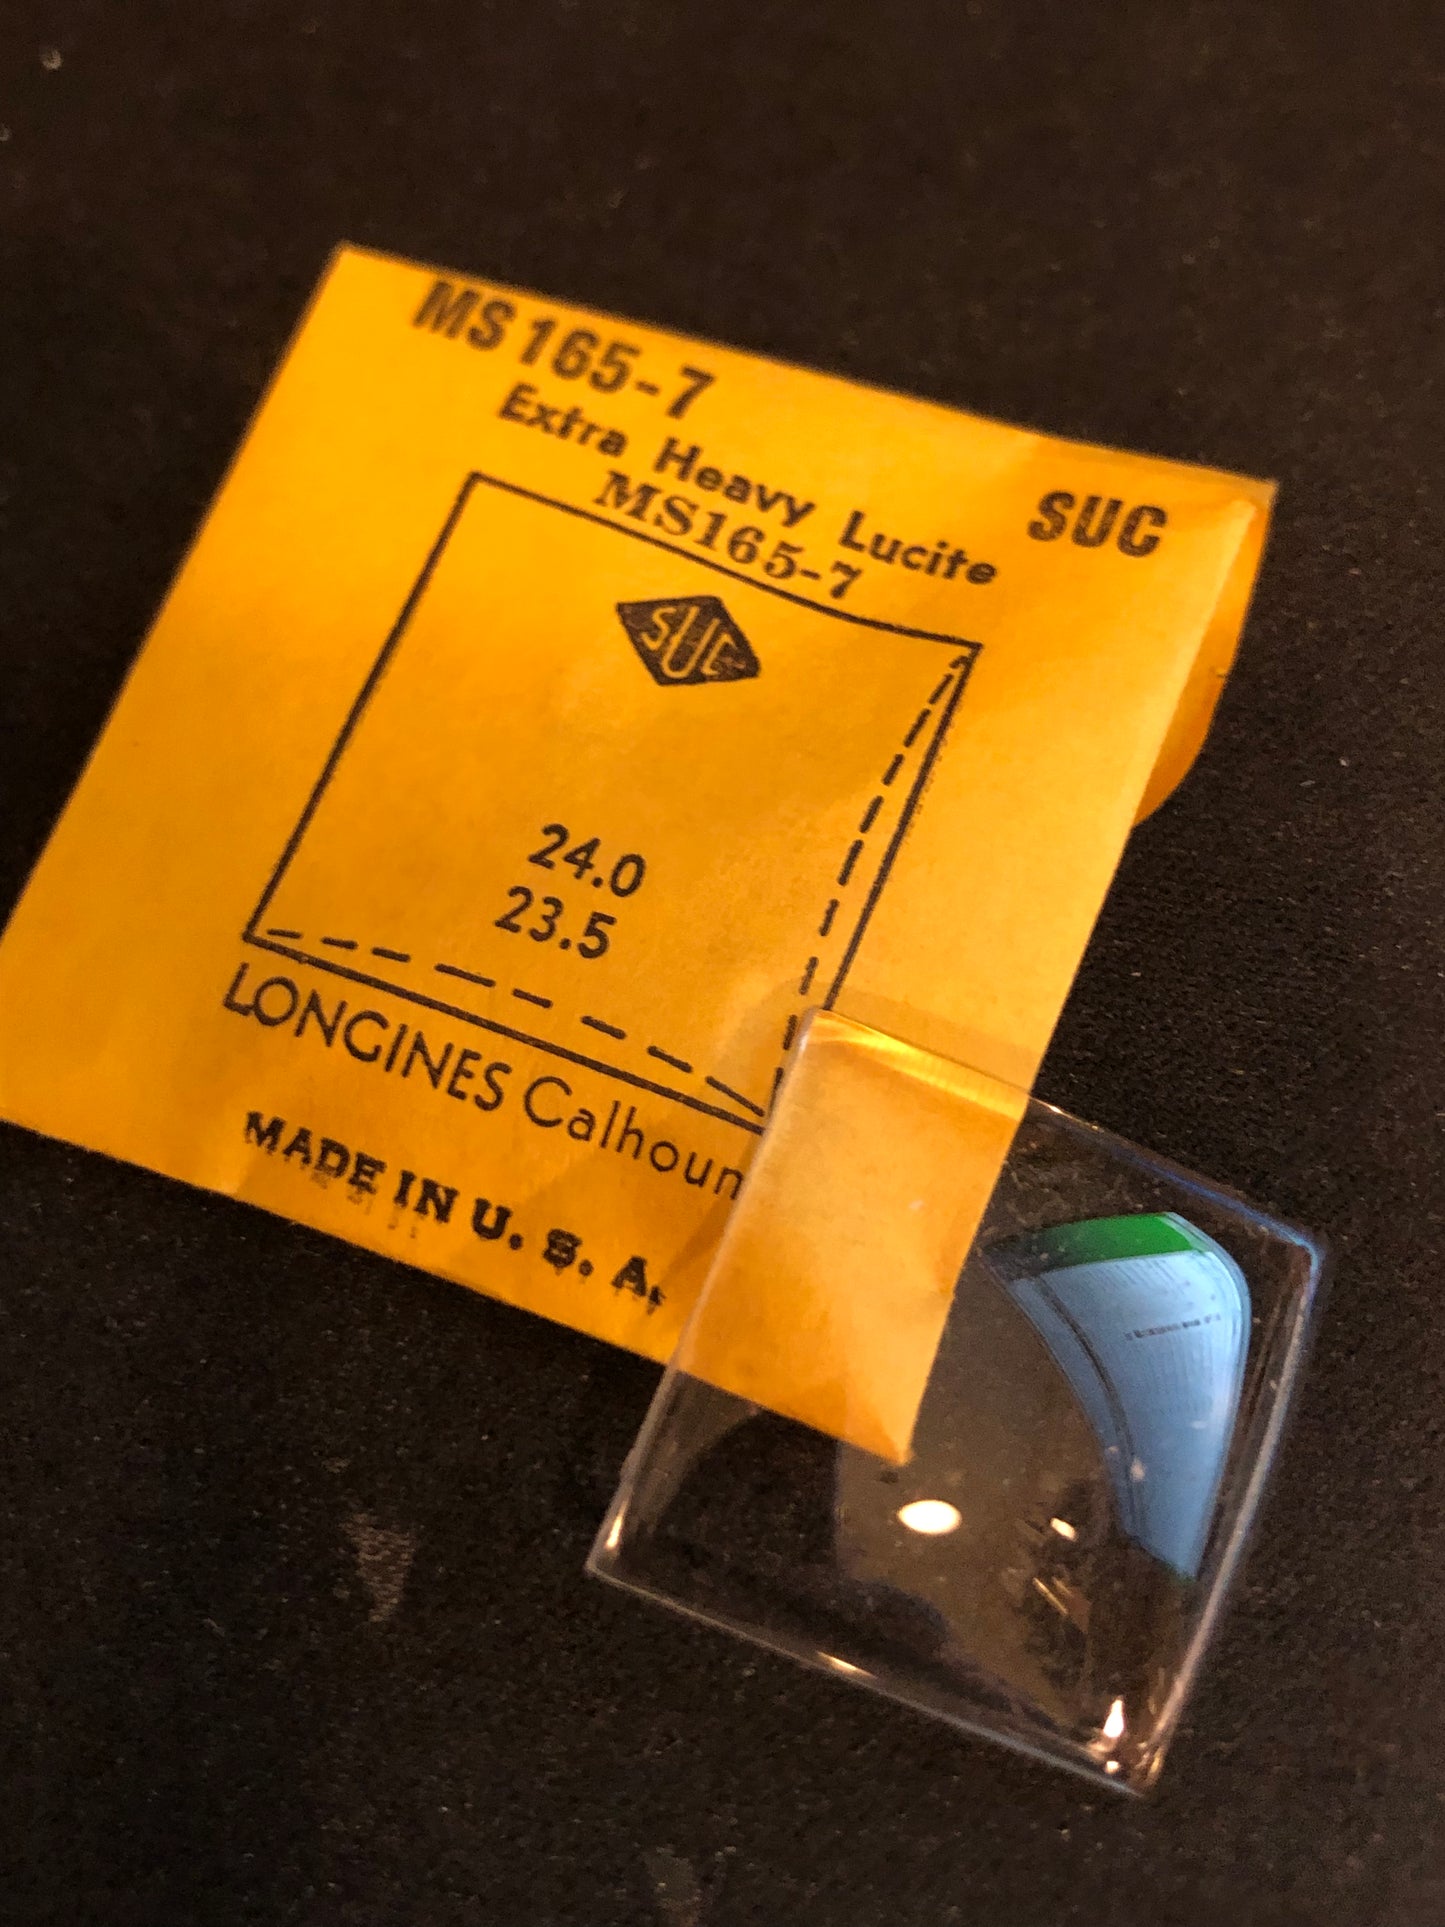 MS 165-7
Extra Heavy Lucite
SUC
MS165-7
SUC
24.0
23.5
LONGINES Calhoun
MADE IN U. S. A.